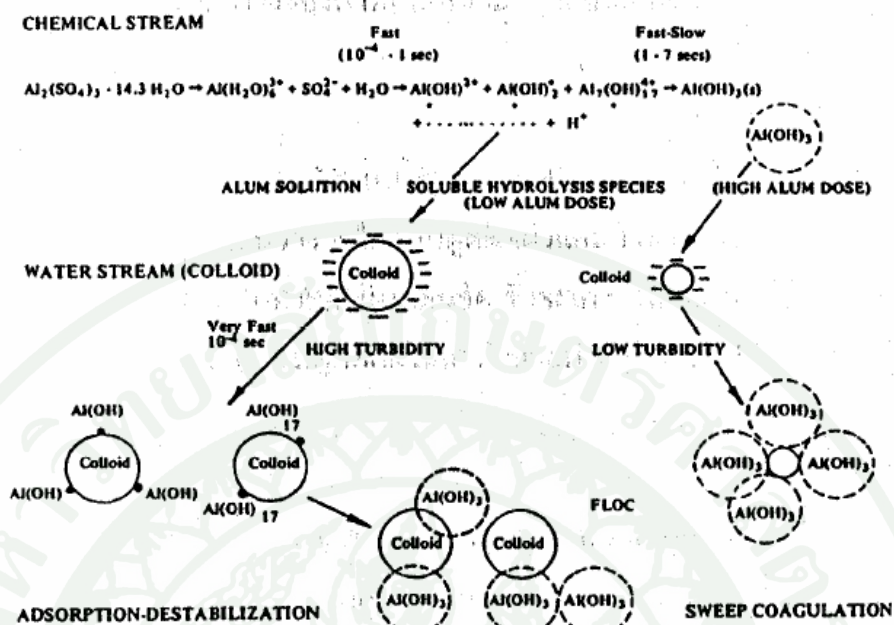 CHEMICAL STREAM
Fast
(10⁻⁴ - 1 sec)
Fast-Slow
(1 - 7 secs)
Al₂(SO₄)₃ · 14.3 H₂O → Al(H₂O)₆³⁺ + SO₄²⁻ + H₂O → Al(OH)²⁺ + Al(OH)₂⁺ + Al₇(OH)₁₇⁴⁺ → Al(OH)₃(s)
+ . . . . . . . . . . . . + H⁺
Al(OH)₃
ALUM SOLUTION
SOLUBLE HYDROLYSIS SPECIES
(LOW ALUM DOSE)
(HIGH ALUM DOSE)
WATER STREAM (COLLOID)
Colloid
Colloid
Very Fast
10⁻⁴ sec
HIGH TURBIDITY
LOW TURBIDITY
Al(OH)
Colloid
Al(OH)
Al(OH)
Al(OH)
17
Colloid
Al(OH)
17
Al(OH)₃
Colloid
Al(OH)₃
Colloid
Al(OH)₃
Al(OH)₃
FLOC
Al(OH)₃
Al(OH)₃
Al(OH)₃
Al(OH)₃
ADSORPTION-DESTABILIZATION
SWEEP COAGULATION